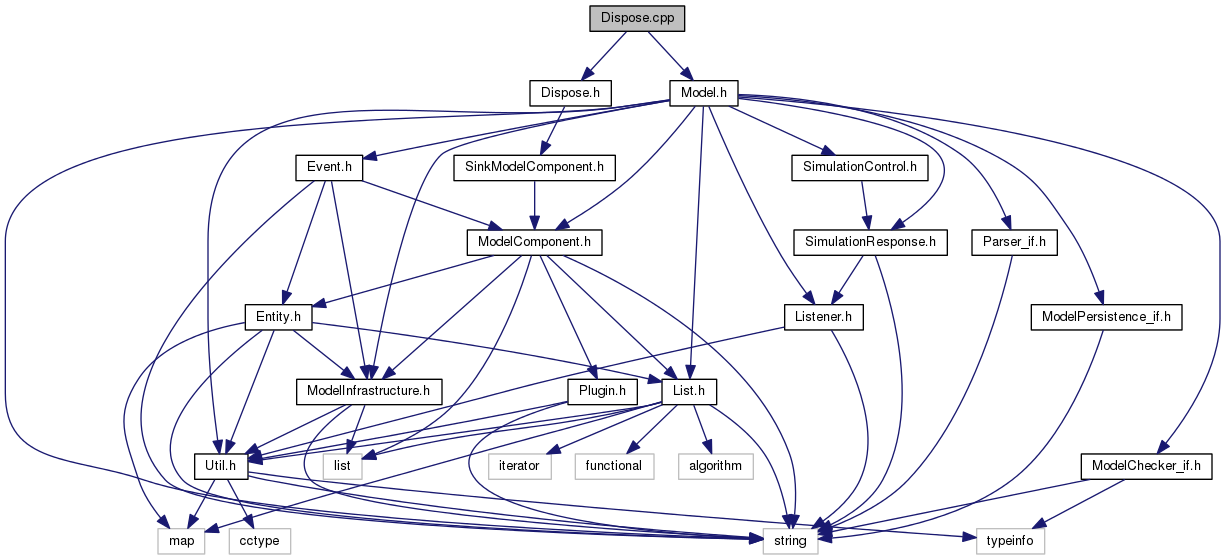 Dispose.cpp
Dispose.h
Model.h
Event.h
SinkModelComponent.h
SimulationControl.h
ModelComponent.h
SimulationResponse.h
Parser_if.h
Entity.h
Listener.h
ModelPersistence_if.h
ModelInfrastructure.h
Plugin.h
List.h
Util.h
list
iterator
functional
algorithm
ModelChecker_if.h
map
cctype
string
typeinfo